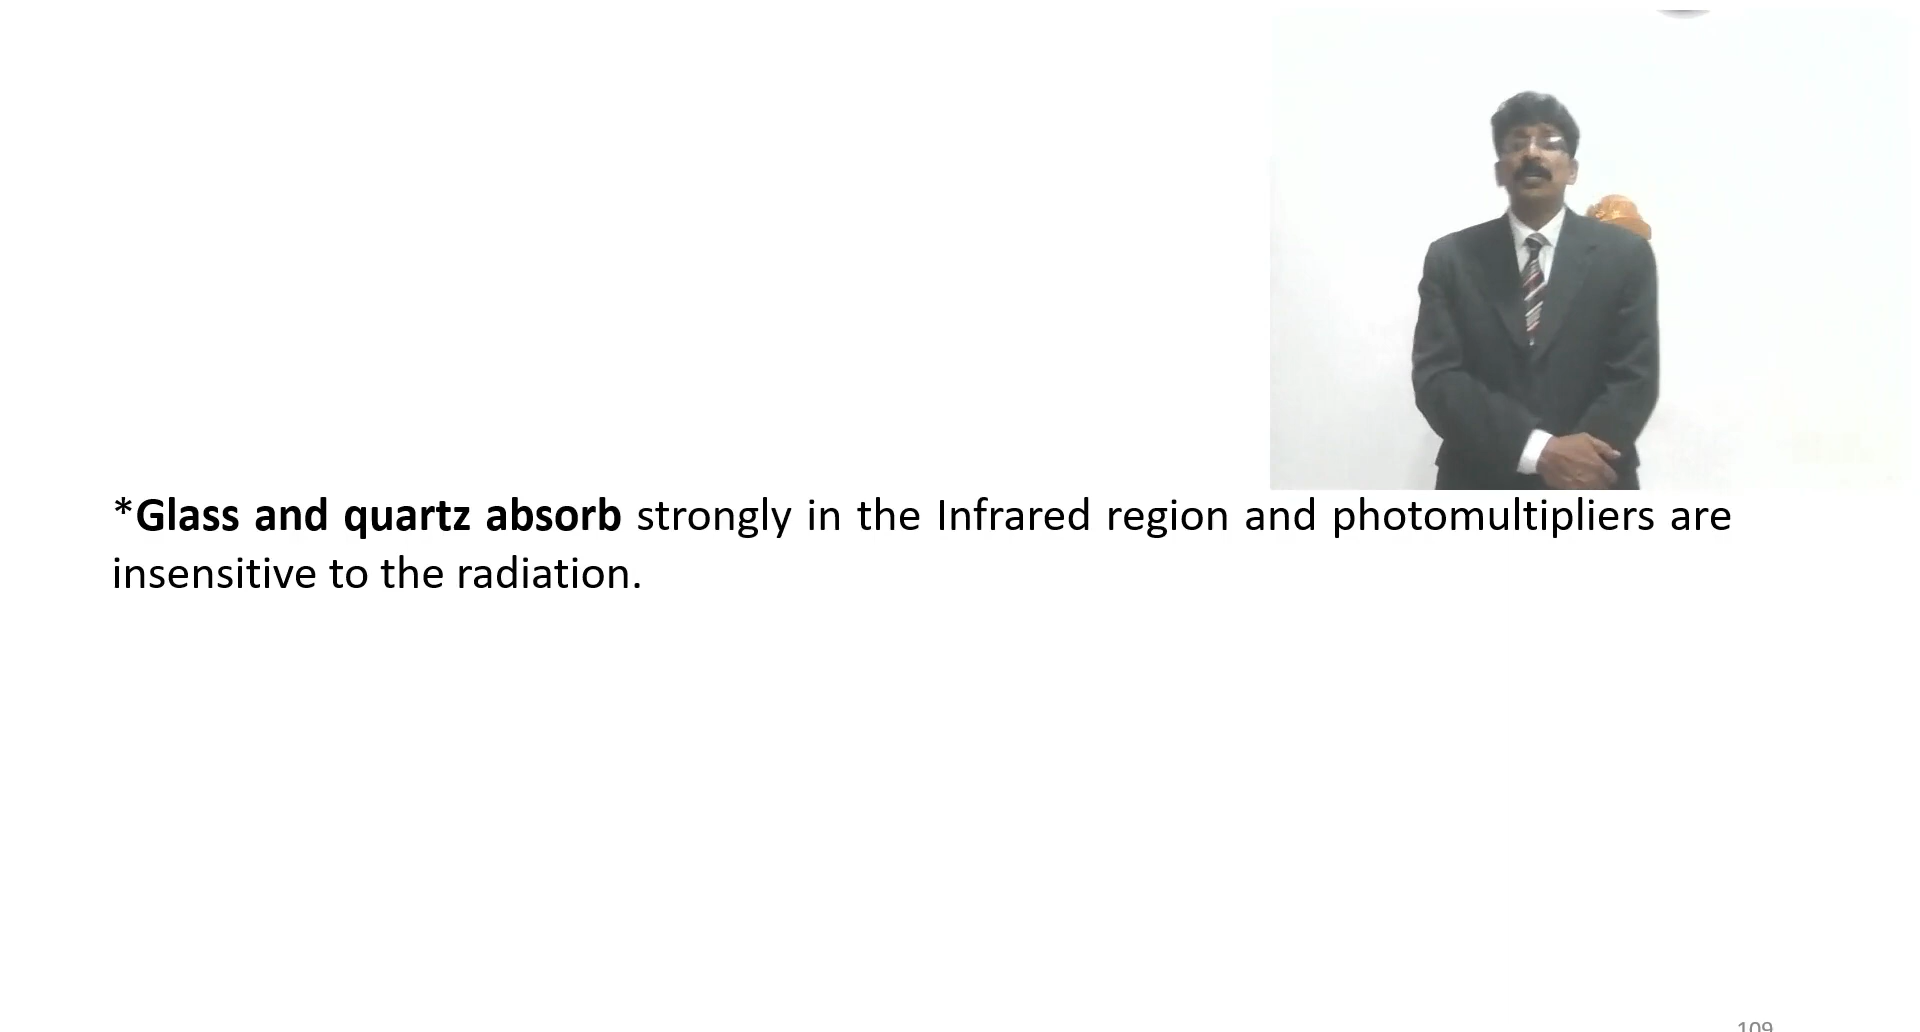 *Glass and quartz absorb strongly in the Infrared region and photomultipliers are
insensitive to the radiation.
109